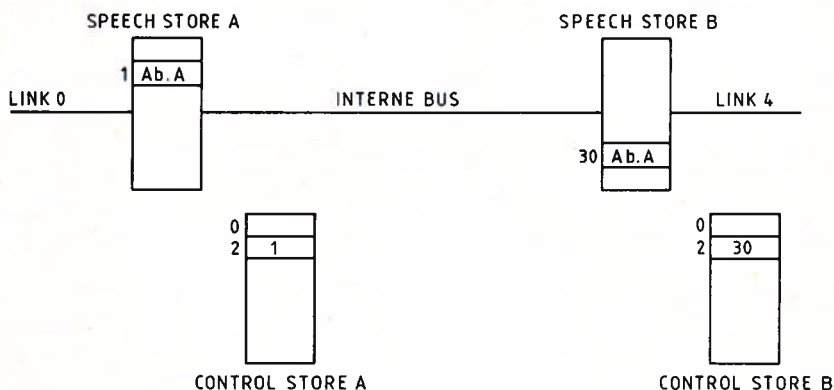 SPEECH STORE A
SPEECH STORE B
1 Ab.A
LINK 0
INTERNE BUS
LINK 4
30 Ab.A
0
2 1
0
2 30
CONTROL STORE A
CONTROL STORE B